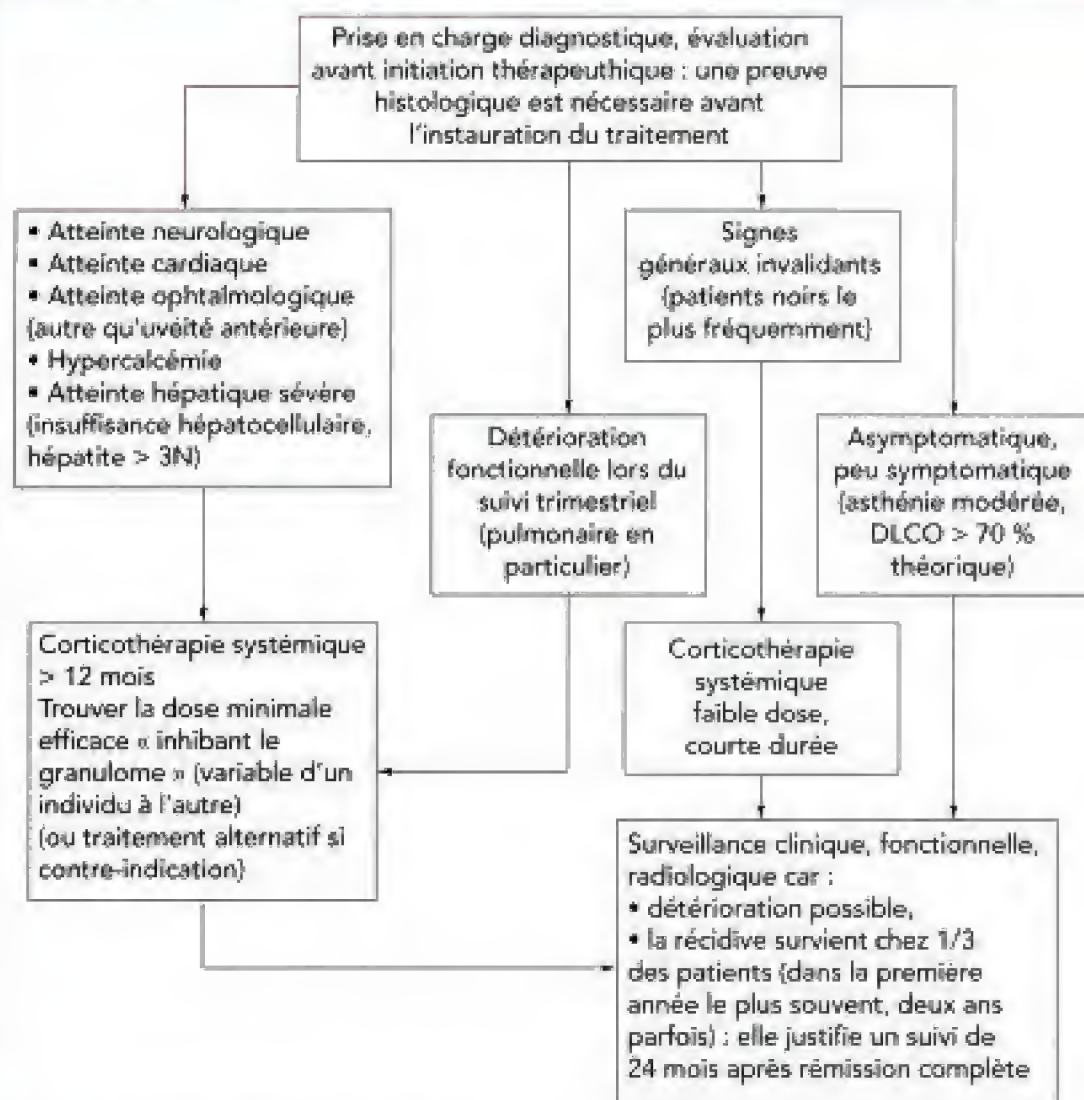 Prise en charge diagnostique, évaluation
avant initiation thérapeuthique : une preuve
histologique est nécessaire avant
l'instauration du traitement
• Atteinte neurologique
• Atteinte cardiaque
• Atteinte ophtalmologique
(autre qu'uvéité antérieure)
• Hypercalcémie
• Atteinte hépatique sévère
(insuffisance hépatocellulaire,
hépatite > 3N)
Détérioration
fonctionnelle lors du
suivi trimestriel
(pulmonaire en
particulier)
Signes
généraux invalidants
(patients noirs le
plus fréquemment)
Asymptomatique,
peu symptomatique
(asthénie modérée,
DLCO > 70 %
théorique)
Corticothérapie systémique
> 12 mois
Trouver la dose minimale
efficace « inhibant le
granulome » (variable d'un
individu à l'autre)
(ou traitement alternatif si
contre-indication)
Corticothérapie
systémique
faible dose,
courte durée
Surveillance clinique, fonctionnelle,
radiologique car :
• détérioration possible,
• la récidive survient chez 1/3
des patients (dans la première
année le plus souvent, deux ans
parfois) : elle justifie un suivi de
24 mois après rémission complète